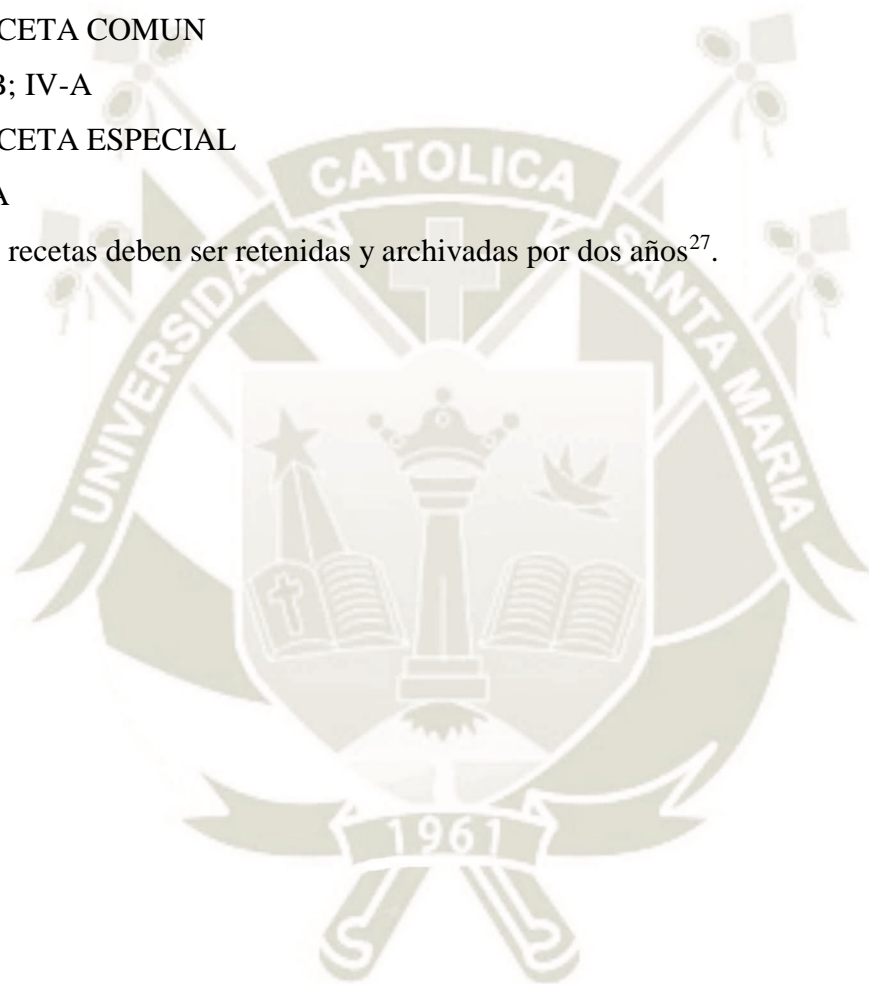 CETA COMUN
; IV-A
CETA ESPECIAL
A
recetas deben ser retenidas y archivadas por dos años27.
UNIVERSIDAD CATOLICA SANTA MARIA
1961